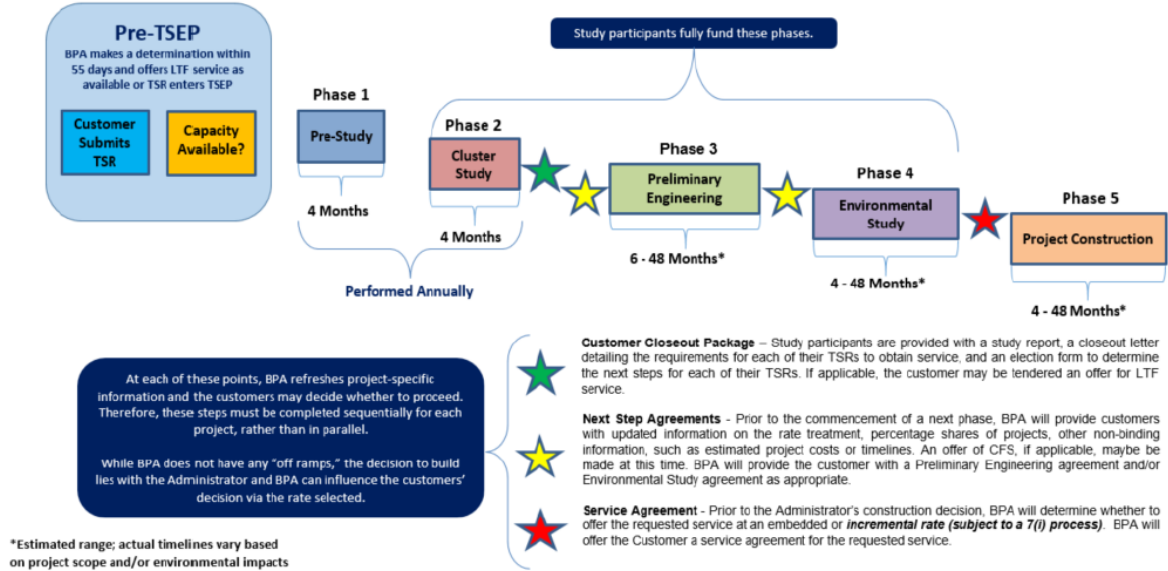 Pre-TSEP
BPA makes a determination within
55 days and offers LTF service as
available or TSR enters TSEP
Customer
Submits
TSR
Capacity
Available?
Study participants fully fund these phases.
Phase 1
Pre-Study
4 Months
Phase 2
Cluster
Study
4 Months
Performed Annually
Phase 3
Preliminary
Engineering
6 - 48 Months*
Phase 4
Environmental
Study
4 - 48 Months*
Phase 5
Project Construction
4 - 48 Months*
At each of these points, BPA refreshes project-specific
information and the customers may decide whether to proceed.
Therefore, these steps must be completed sequentially for each
project, rather than in parallel.
While BPA does not have any “off ramps,” the decision to build
lies with the Administrator and BPA can influence the customers’
decision via the rate selected.
Customer Closeout Package – Study participants are provided with a study report, a closeout letter
detailing the requirements for each of their TSRs to obtain service, and an election form to determine
the next steps for each of their TSRs. If applicable, the customer may be tendered an offer for LTF
service.
Next Step Agreements - Prior to the commencement of a next phase, BPA will provide customers
with updated information on the rate treatment, percentage shares of projects, other non-binding
information, such as estimated project costs or timelines. An offer of CFS, if applicable, maybe be
made at this time. BPA will provide the customer with a Preliminary Engineering agreement and/or
Environmental Study agreement as appropriate.
Service Agreement - Prior to the Administrator's construction decision, BPA will determine whether to
offer the requested service at an embedded or incremental rate (subject to a 7(i) process). BPA will
offer the Customer a service agreement for the requested service.
*Estimated range; actual timelines vary based
on project scope and/or environmental impacts